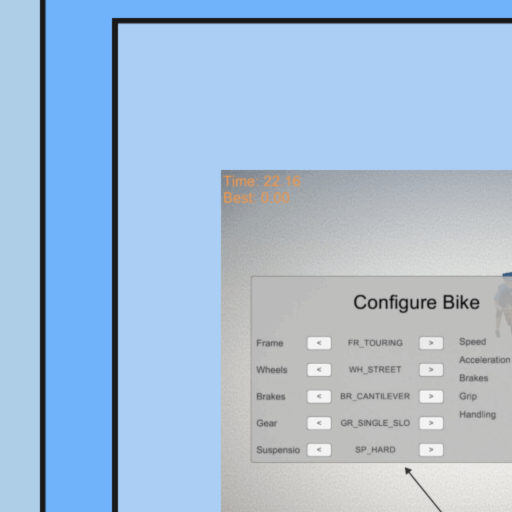 Time: 22.18
Best: 0.00
Configure Bike
Frame < FR_TOURING >
Wheels < WH_STREET >
Brakes < BR_CANTILEVER >
Gear < GR_SINGLE_SLO >
Suspensio < SP_HARD >
Speed
Acceleration
Brakes
Grip
Handling